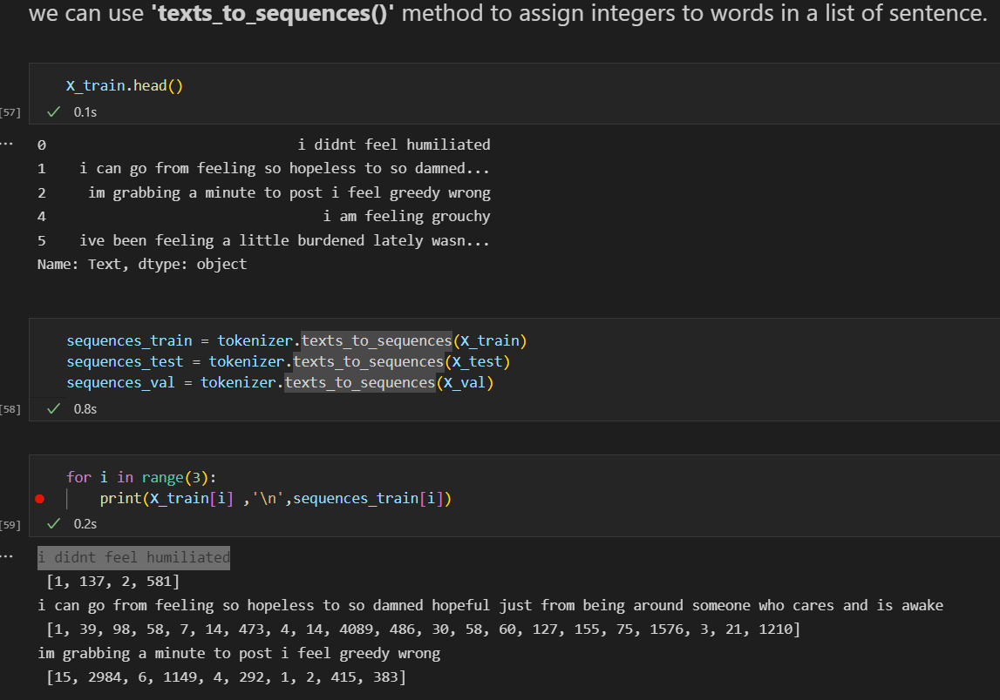 we can use 'texts_to_sequences()' method to assign integers to words in a list of sentence.
X_train.head()
[57]
0.1s
...
0 i didnt feel humiliated
1 i can go from feeling so hopeless to so damned...
2 im grabbing a minute to post i feel greedy wrong
4 i am feeling grouchy
5 ive been feeling a little burdened lately wasn...
Name: Text, dtype: object
sequences_train = tokenizer.texts_to_sequences(X_train)
sequences_test = tokenizer.texts_to_sequences(X_test)
sequences_val = tokenizer.texts_to_sequences(X_val)
[58]
0.8s
for i in range(3):
print(X_train[i] ,'\n',sequences_train[i])
[59]
0.2s
...
i didnt feel humiliated
[1, 137, 2, 581]
i can go from feeling so hopeless to so damned hopeful just from being around someone who cares and is awake
[1, 39, 98, 58, 7, 14, 473, 4, 14, 4089, 486, 30, 58, 60, 127, 155, 75, 1576, 3, 21, 1210]
im grabbing a minute to post i feel greedy wrong
[15, 2984, 6, 1149, 4, 292, 1, 2, 415, 383]